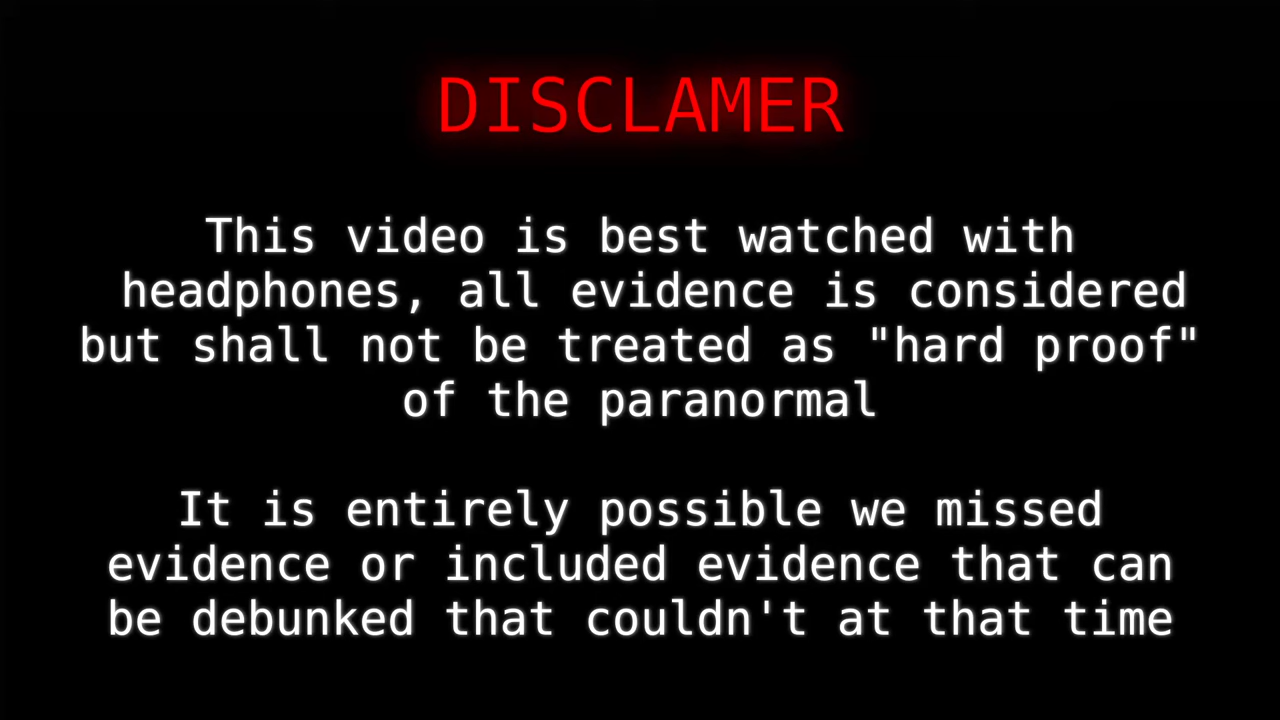 DISCLAMER
This video is best watched with
headphones, all evidence is considered
but shall not be treated as "hard proof"
of the paranormal
It is entirely possible we missed
evidence or included evidence that can
be debunked that couldn't at that time